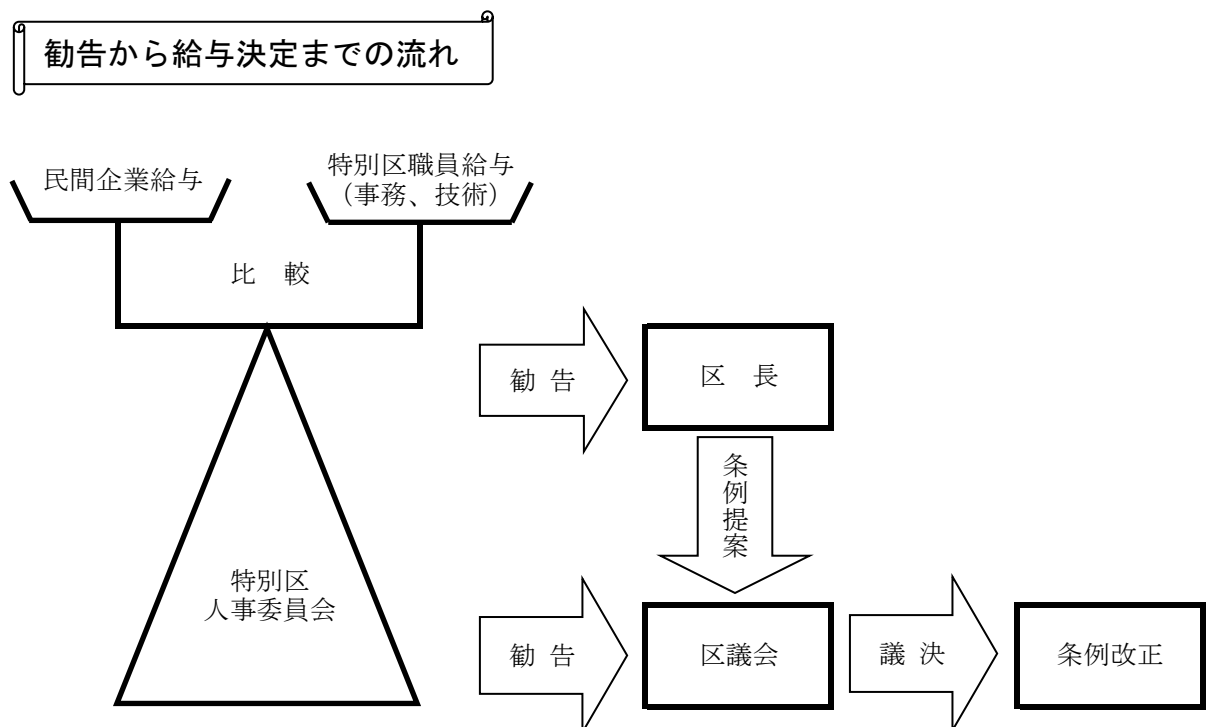 勧告から給与決定までの流れ
民間企業給与
特別区職員給与
（事務、技術）
比　較
勧 告
区　長
条例提案
特別区
人事委員会
勧 告
区議会
議 決
条例改正